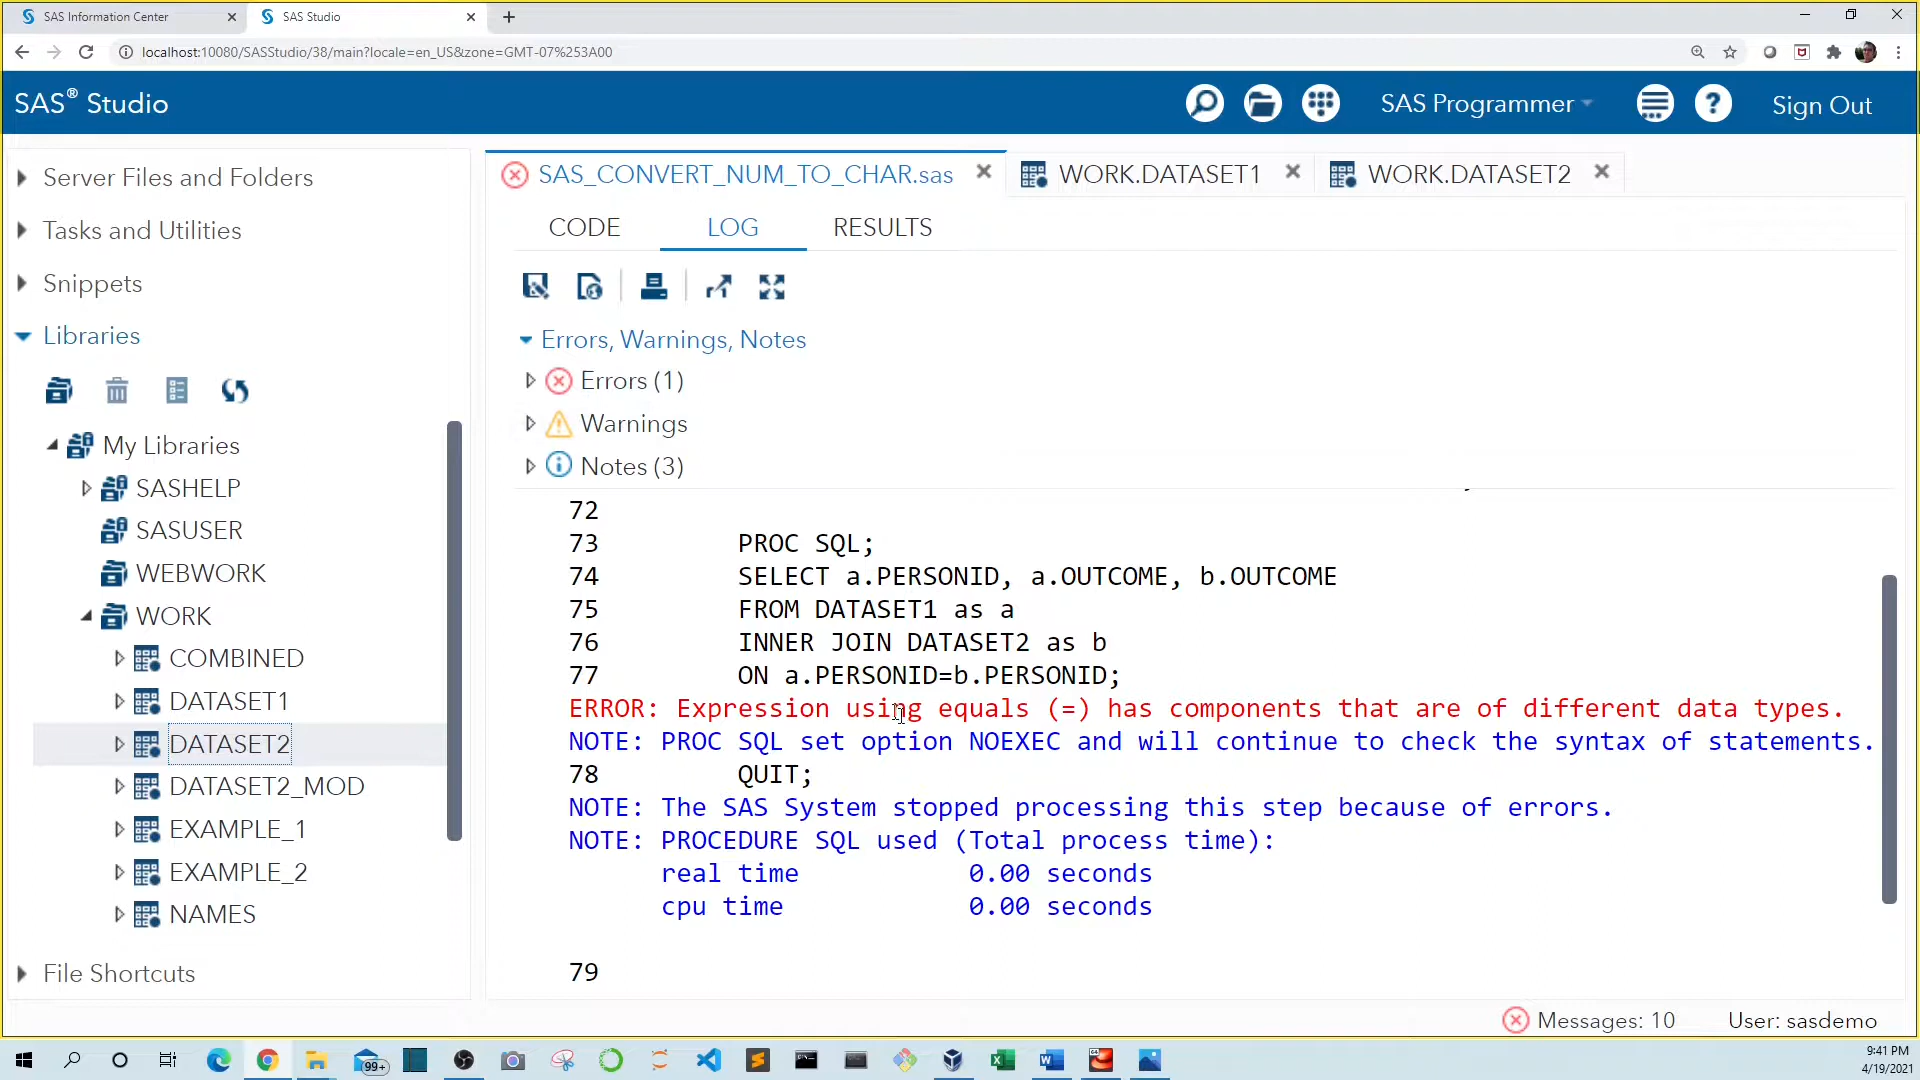 SAS Information Center
SAS Studio
localhost:10080/SASStudio/38/main?locale=en_US&zone=GMT-07%253A00
SAS® Studio
SAS Programmer
Sign Out
Server Files and Folders
Tasks and Utilities
Snippets
Libraries
My Libraries
SASHELP
SASUSER
WEBWORK
WORK
COMBINED
DATASET1
DATASET2
DATASET2_MOD
EXAMPLE_1
EXAMPLE_2
NAMES
File Shortcuts
SAS_CONVERT_NUM_TO_CHAR.sas
WORK.DATASET1
WORK.DATASET2
CODE
LOG
RESULTS
Errors, Warnings, Notes
Errors (1)
Warnings
Notes (3)
72
73 PROC SQL;
74 SELECT a.PERSONID, a.OUTCOME, b.OUTCOME
75 FROM DATASET1 as a
76 INNER JOIN DATASET2 as b
77 ON a.PERSONID=b.PERSONID;
ERROR: Expression using equals (=) has components that are of different data types.
NOTE: PROC SQL set option NOEXEC and will continue to check the syntax of statements.
78 QUIT;
NOTE: The SAS System stopped processing this step because of errors.
NOTE: PROCEDURE SQL used (Total process time):
real time 0.00 seconds
cpu time 0.00 seconds
79
Messages: 10
User: sasdemo
99+
9:41 PM
4/19/2021